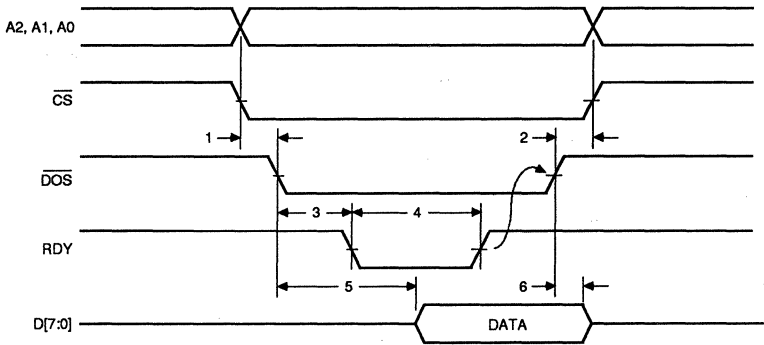 A2, A1, A0
CS
1
2
DOS
3
4
RDY
5
6
D[7:0]
DATA